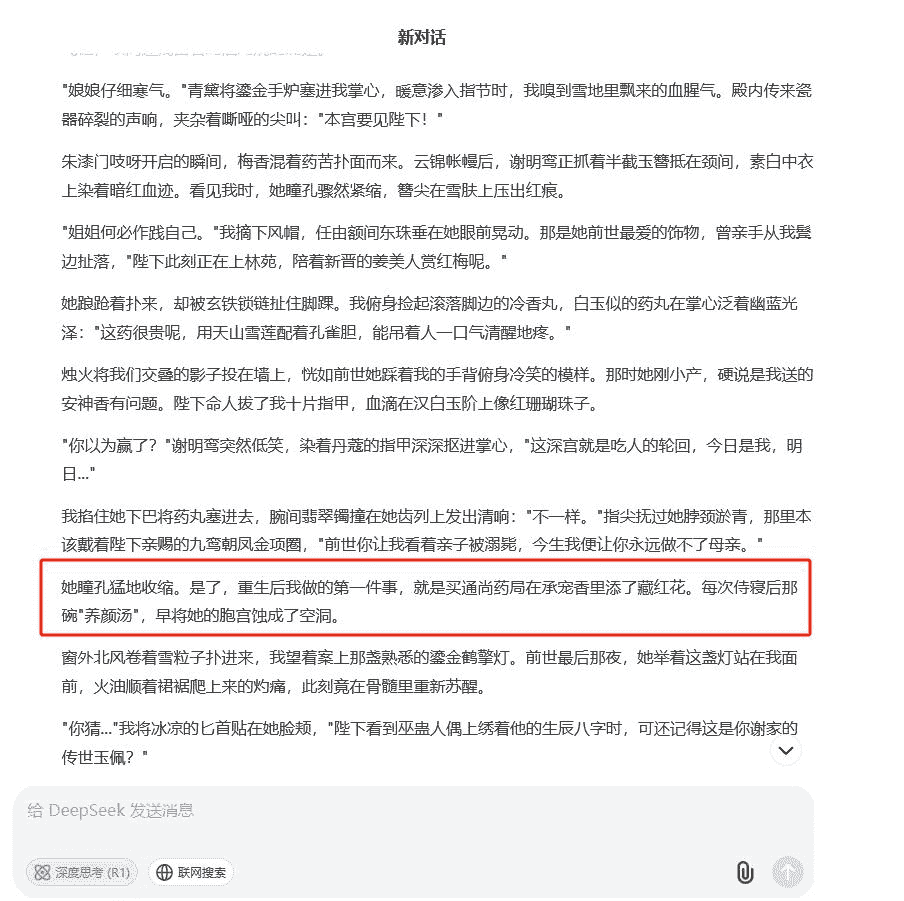 新对话
"娘娘仔细寒气。"青黛将鎏金手炉塞进我掌心，暖意渗入指节时，我嗅到雪地里飘来的血腥气。殿内传来瓷
器碎裂的声响，夹杂着嘶哑的尖叫："本宫要见陛下！"
朱漆门吱呀开启的瞬间，梅香混着药苦扑面而来。云锦帐幔后，谢明鸾正抓着半截玉簪抵在颈间，素白中衣
上染着暗红血迹。看见我时，她瞳孔骤然紧缩，簪尖在雪肤上压出红痕。
"姐姐何必作践自己。"我摘下风帽，任由额间东珠垂在她眼前晃动。那是她前世最爱的饰物，曾亲手从我鬓
边扯落，"陛下此刻正在上林苑，陪着新晋的姜美人赏红梅呢。"
她踉跄着扑来，却被玄铁锁链扯住脚踝。我俯身捡起滚落脚边的冷香丸，白玉似的药丸在掌心泛着幽蓝光
泽："这药很贵呢，用天山雪莲配着孔雀胆，能吊着人一口气清醒地疼。"
烛火将我们交叠的影子投在墙上，恍如前世她踩着我的手背俯身冷笑的模样。那时她刚小产，硬说是我送的
安神香有问题。陛下命人拔了我十片指甲，血滴在汉白玉阶上像红珊瑚珠子。
"你以为赢了？"谢明鸾突然低笑，染着丹蔻的指甲深深抠进掌心，"这深宫就是吃人的轮回，今日是我，明
日..."
我掐住她下巴将药丸塞进去，腕间翡翠镯撞在她齿列上发出清响："不一样。"指尖抚过她脖颈淤青，那里本
该戴着陛下亲赐的九鸾朝凤金项圈，"前世你让我看着亲子被溺毙，今生我便让你永远做不了母亲。"
她瞳孔猛地收缩。是了，重生后我做的第一件事，就是买通尚药局在承宠香里添了藏红花。每次侍寝后那
碗"养颜汤"，早将她的胞宫蚀成了空洞。
窗外北风卷着雪粒子扑进来，我望着案上那盏熟悉的鎏金鹤擎灯。前世最后那夜，她举着这盏灯站在我面
前，火油顺着裙裾爬上来的灼痛，此刻竟在骨髓里重新苏醒。
"你猜..."我将冰凉的匕首贴在她脸颊，"陛下看到巫蛊人偶上绣着他的生辰八字时，可还记得这是你谢家的
传世玉佩？"
给 DeepSeek 发送消息
深度思考 (R1)
联网搜索